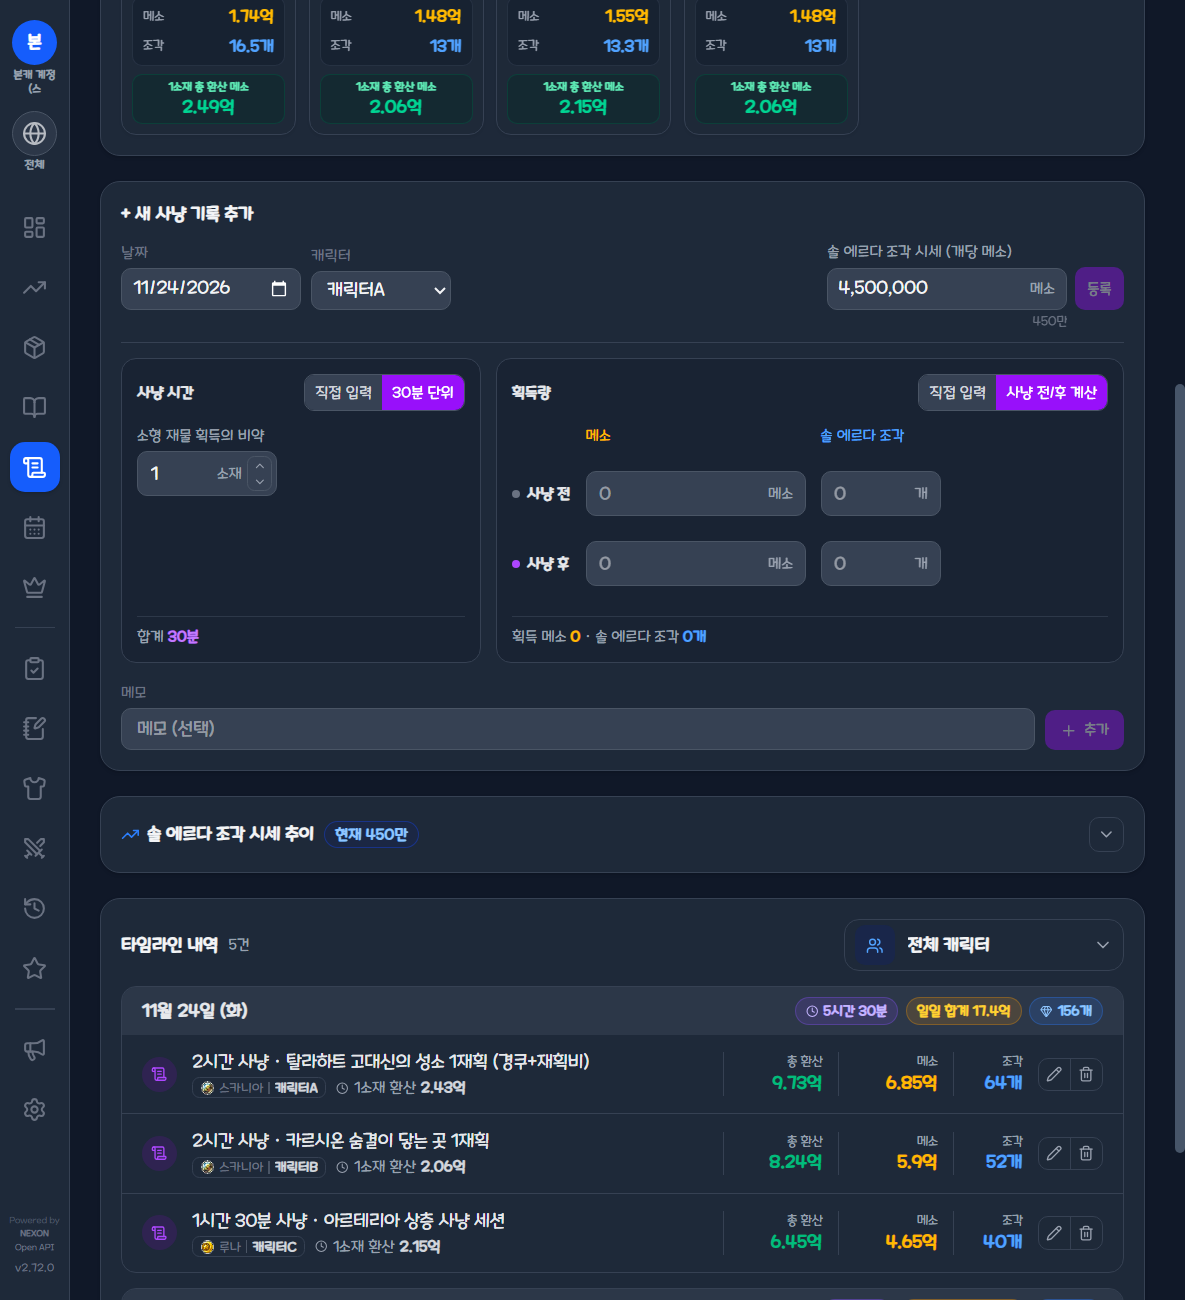 본
본캐 계정
(스
전체
Powered by
NEXON
Open API
v2.72.0
메소 1.74억
조각 16.5개
1소재 총 환산 메소
2.49억
메소 1.48억
조각 13개
1소재 총 환산 메소
2.06억
메소 1.55억
조각 13.3개
1소재 총 환산 메소
2.15억
메소 1.48억
조각 13개
1소재 총 환산 메소
2.06억
+ 새 사냥 기록 추가
날짜
11/24/2026
캐릭터
캐릭터A
솔 에르다 조각 시세 (개당 메소)
4,500,000 메소
등록
450만
사냥 시간
직접 입력 30분 단위
소형 재물 획득의 비약
1 소재
합계 30분
획득량
직접 입력 사냥 전/후 계산
메소 솔 에르다 조각
사냥 전 0 메소 0 개
사냥 후 0 메소 0 개
획득 메소 0 · 솔 에르다 조각 0개
메모
메모 (선택)
+ 추가
솔 에르다 조각 시세 추이 현재 450만
타임라인 내역 5건
전체 캐릭터
11월 24일 (화) 5시간 30분 일일 합계 17.4억 156개
2시간 사냥 · 탈라하트 고대신의 성소 1재획 (경쿠+재획비)
스카니아 | 캐릭터A 1소재 환산 2.43억
총 환산 메소 조각
9.73억 6.85억 64개
2시간 사냥 · 카르시온 숨결이 닿는 곳 1재획
스카니아 | 캐릭터B 1소재 환산 2.06억
총 환산 메소 조각
8.24억 5.9억 52개
1시간 30분 사냥 · 아르테리아 상층 사냥 세션
루나 | 캐릭터C 1소재 환산 2.15억
총 환산 메소 조각
6.45억 4.65억 40개